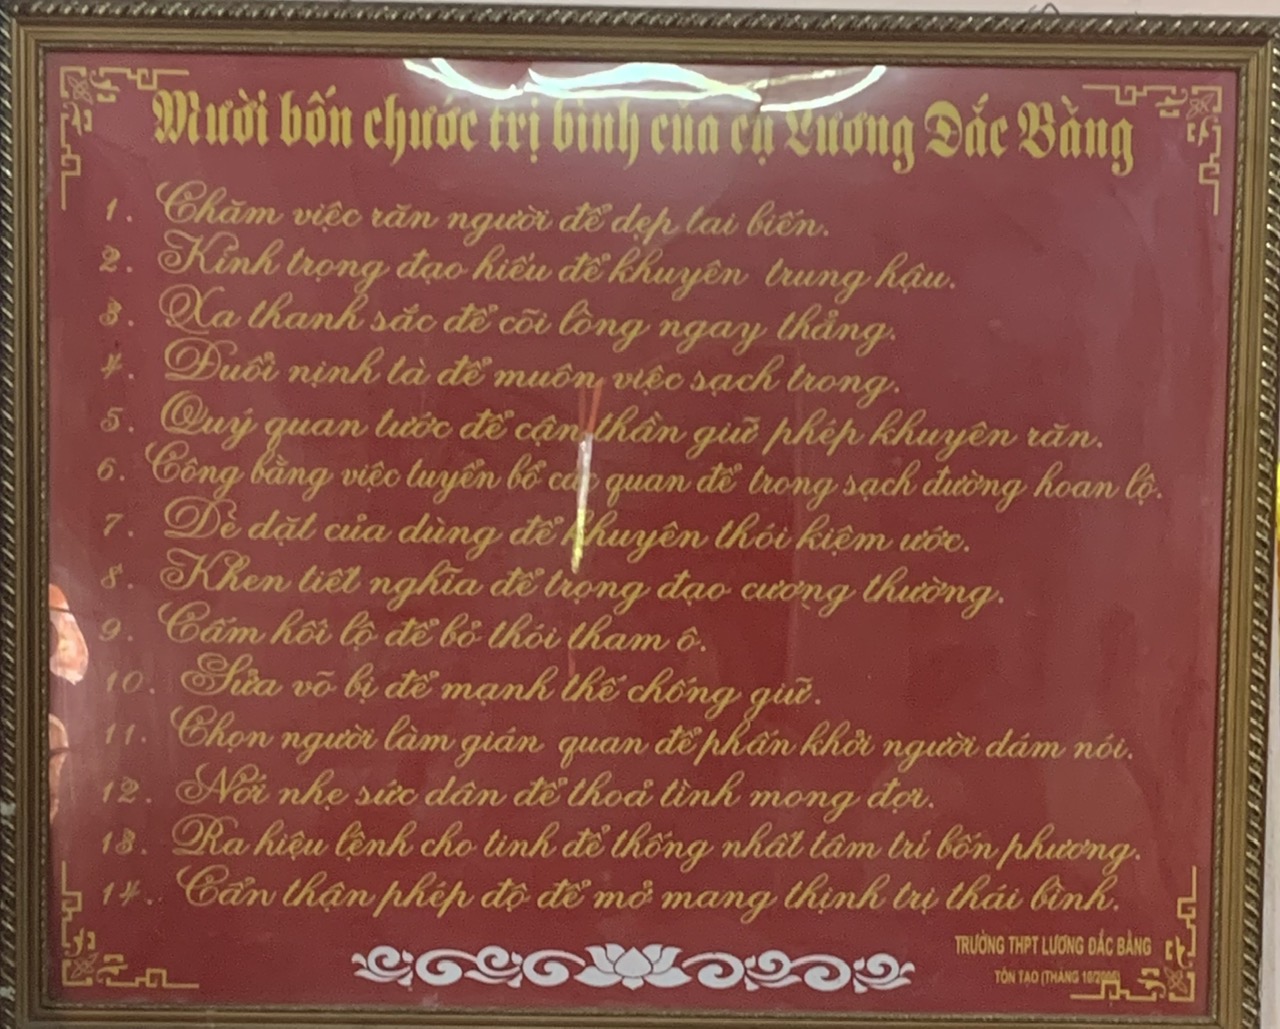 Mười bốn chước trị bình của cụ Lương Đắc Bằng
1. Chăm việc răn người để dẹp tai biến.
2. Kính trọng đạo hiếu để khuyên trung hậu.
3. Xa thanh sắc để cõi lòng ngay thẳng.
4. Đuổi nịnh tà để muôn việc sạch trong.
5. Quý quan tước để cận thần giữ phép khuyên răn.
6. Công bằng việc tuyển bổ các quan để trong sạch đường hoan lộ.
7. Dè dặt của dùng để khuyên thói kiệm ước.
8. Khen tiết nghĩa để trọng đạo cương thường.
9. Cấm hối lộ để bỏ thói tham ô.
10. Sửa võ bị để mạnh thế chống giữ.
11. Chọn người làm gián quan để phấn khởi người dám nói.
12. Nới nhẹ sức dân để thoả tình mong đợi.
13. Ra hiệu lệnh cho tinh để thống nhất tâm trí bốn phương.
14. Cẩn thận phép độ để mở mang thịnh trị thái bình.
TRƯỜNG THPT LƯƠNG ĐẮC BẰNG
TÔN TẠO (THÁNG